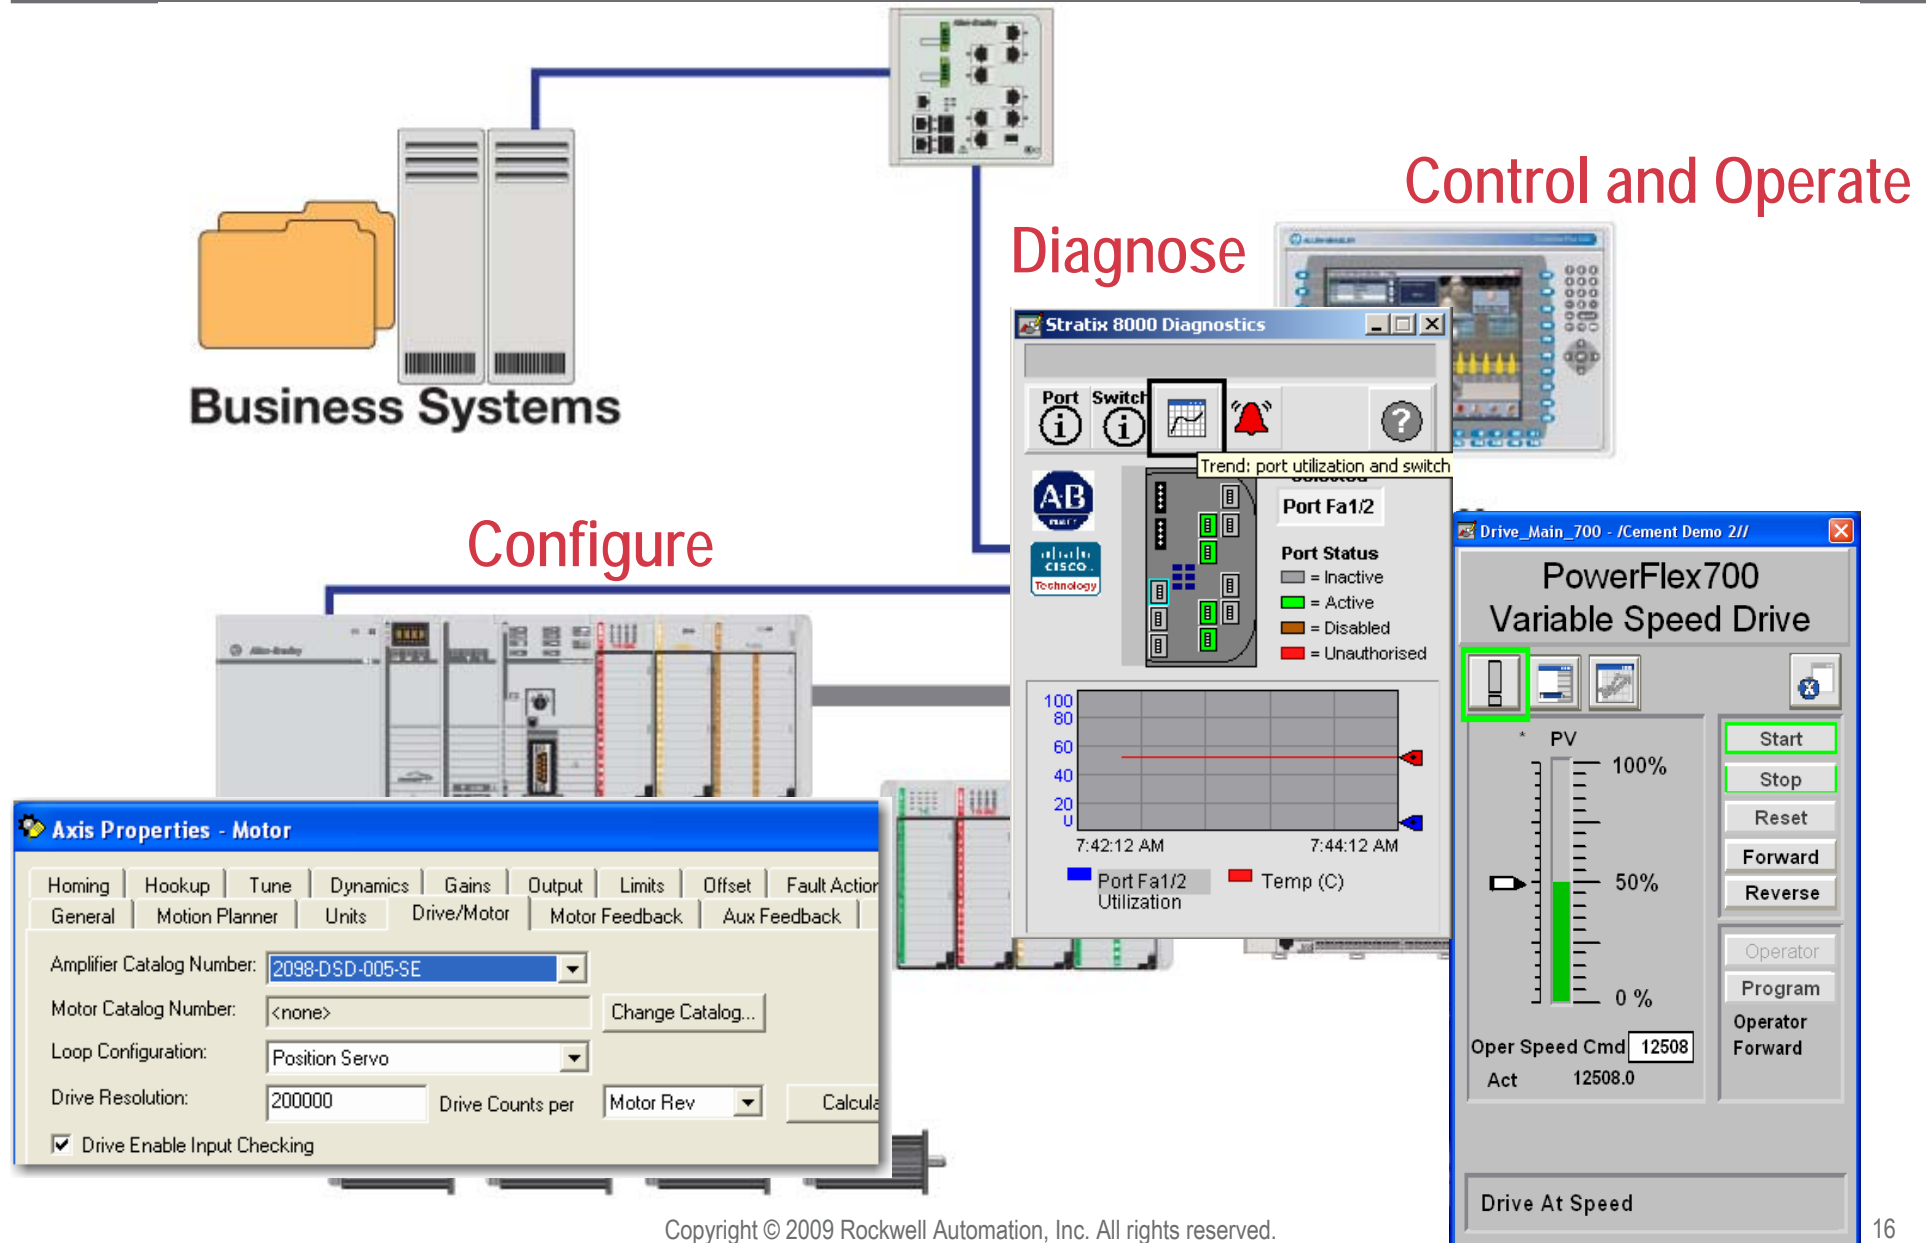 Control and Operate
Diagnose
Business Systems
Configure
Allen-Bradley
Stratix 8000 Diagnostics
Port Switch
Trend: port utilization and switch
AB
Port Fa1/2
CISCO.
Technology
Port Status
= Inactive
= Active
= Disabled
= Unauthorised
100
80
60
40
20
7:42:12 AM 7:44:12 AM
Port Fa1/2
Utilization
Temp (C)
Drive_Main_700 - /Cement Demo 2//
PowerFlex700
Variable Speed Drive
* PV
100%
50%
0 %
Start
Stop
Reset
Forward
Reverse
Operator
Program
Operator
Forward
Oper Speed Cmd 12508
Act 12508.0
Drive At Speed
Axis Properties - Motor
Homing Hookup Tune Dynamics Gains Output Limits Offset Fault Action
General Motion Planner Units Drive/Motor Motor Feedback Aux Feedback
Amplifier Catalog Number: 2098-DSD-005-SE
Motor Catalog Number: <none> Change Catalog...
Loop Configuration: Position Servo
Drive Resolution: 200000 Drive Counts per Motor Rev Calcula
Drive Enable Input Checking
Copyright © 2009 Rockwell Automation, Inc. All rights reserved.
16